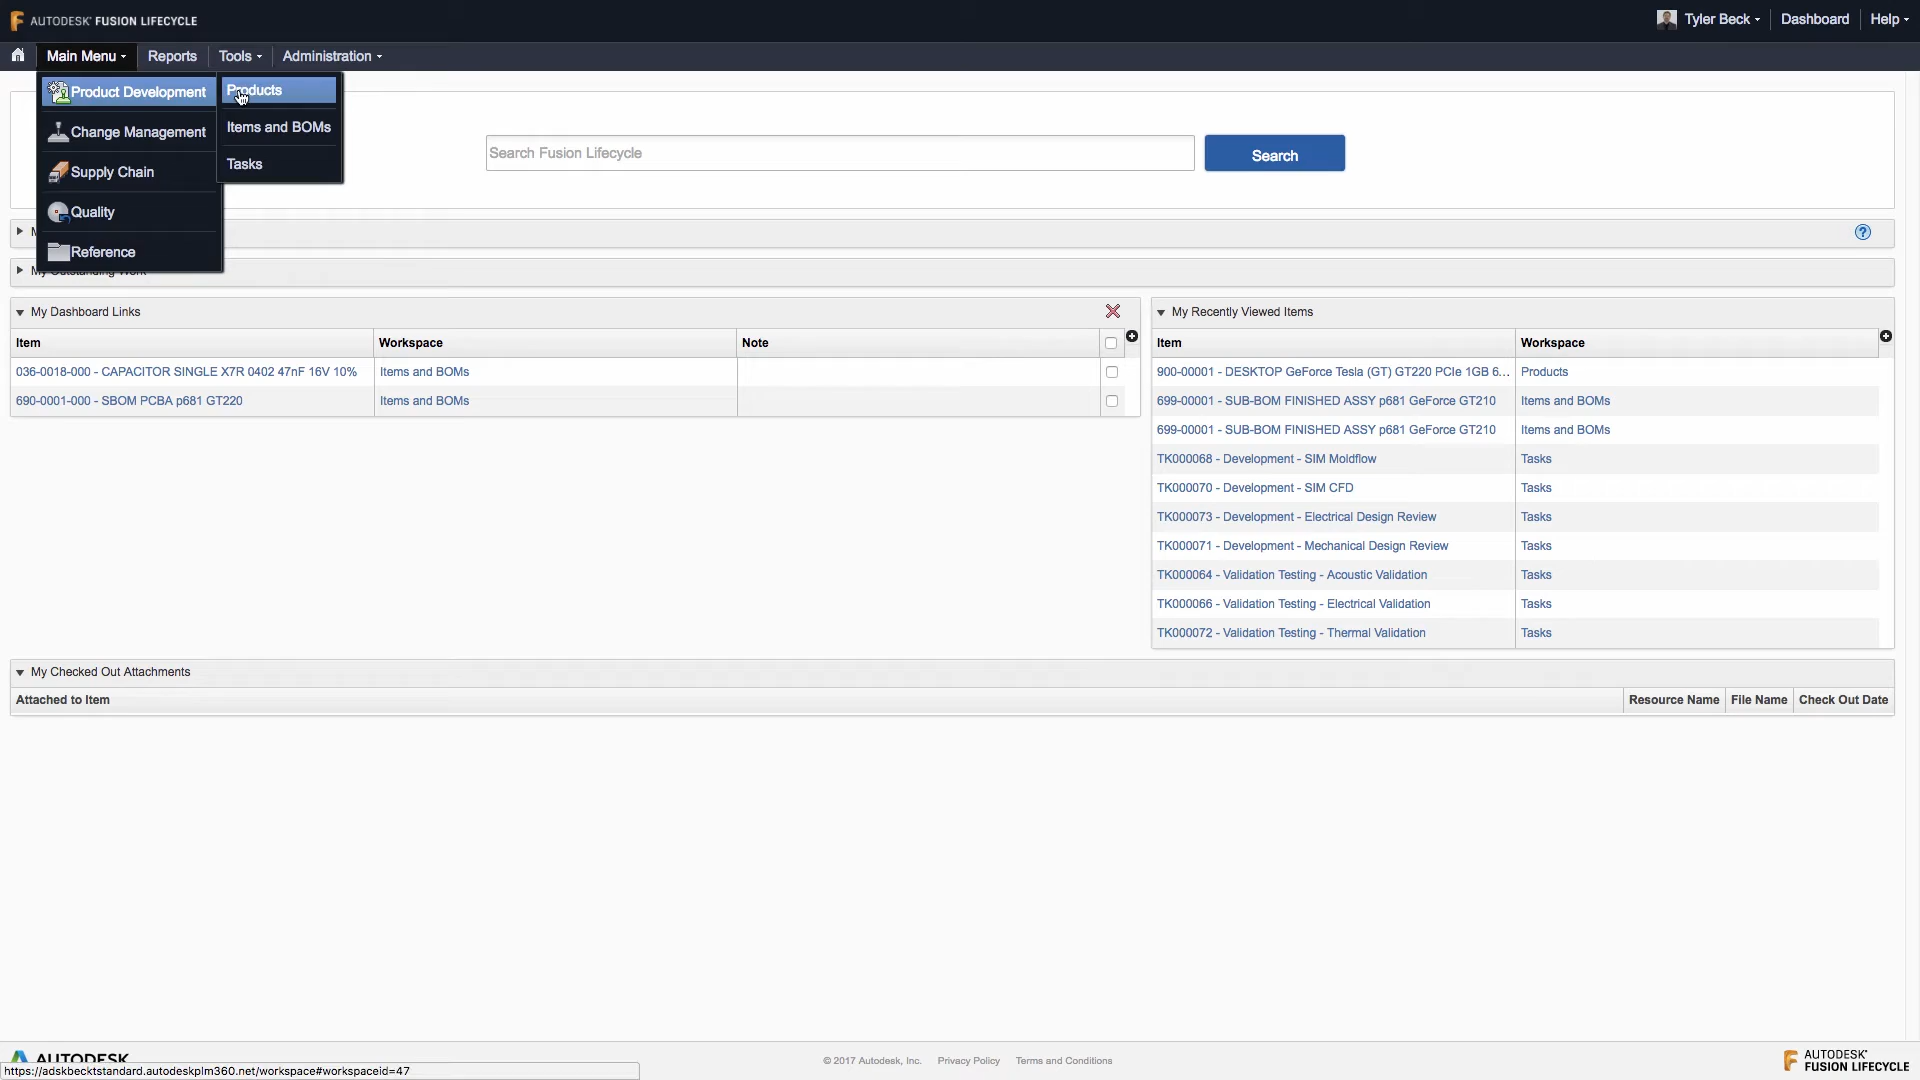 AUTODESK® FUSION LIFECYCLE
Tyler Beck
Dashboard
Help
Main Menu
Reports
Tools
Administration
Product Development
Change Management
Supply Chain
Quality
Reference
Products
Items and BOMs
Tasks
Search Fusion Lifecycle
Search
My Outstanding Work
My Dashboard Links
Item Workspace Note
036-0018-000 - CAPACITOR SINGLE X7R 0402 47nF 16V 10% Items and BOMs
690-0001-000 - SBOM PCBA p681 GT220 Items and BOMs
My Recently Viewed Items
Item Workspace
900-00001 - DESKTOP GeForce Tesla (GT) GT220 PCIe 1GB 6... Products
699-00001 - SUB-BOM FINISHED ASSY p681 GeForce GT210 Items and BOMs
699-00001 - SUB-BOM FINISHED ASSY p681 GeForce GT210 Items and BOMs
TK000068 - Development - SIM Moldflow Tasks
TK000070 - Development - SIM CFD Tasks
TK000073 - Development - Electrical Design Review Tasks
TK000071 - Development - Mechanical Design Review Tasks
TK000064 - Validation Testing - Acoustic Validation Tasks
TK000066 - Validation Testing - Electrical Validation Tasks
TK000072 - Validation Testing - Thermal Validation Tasks
My Checked Out Attachments
Attached to Item Resource Name File Name Check Out Date
AUTODESK
© 2017 Autodesk, Inc. Privacy Policy Terms and Conditions
AUTODESK®
FUSION LIFECYCLE
https://adskbecktstandard.autodeskplm360.net/workspace#workspaceid=47